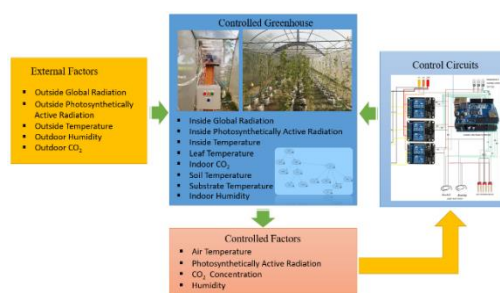 Controlled Greenhouse
Inside Global Radiation
Inside Photosynthetically Active Radiation
Inside Temperature
Leaf Temperature
Indoor CO₂
Soil Temperature
Substrate Temperature
Indoor Humidity
External Factors
Outside Global Radiation
Outside Photosynthetically
Active Radiation
Outside Temperature
Outdoor Humidity
Outdoor CO₂
Control Circuits
Controlled Factors
Air Temperature
Photosynthetically Active Radiation
CO₂ Concentration
Humidity